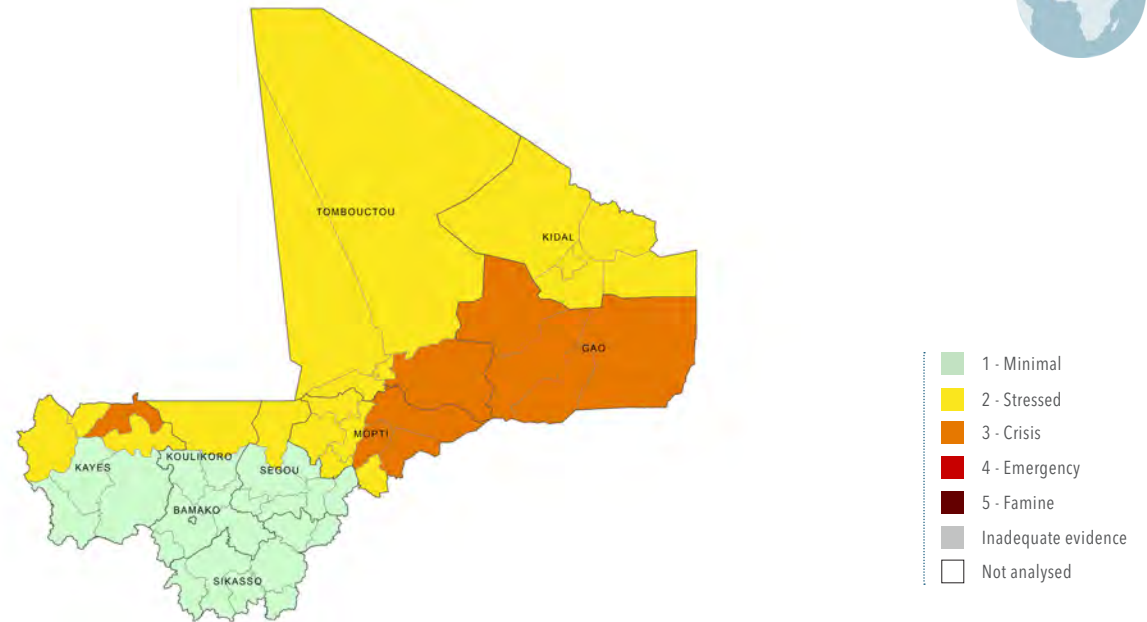 TOMBOUCTOU
KIDAL
GAO
MOPTI
KOULIKORO
KAYES
SEGOU
BAMAKO
SIKASSO
1 - Minimal
2 - Stressed
3 - Crisis
4 - Emergency
5 - Famine
Inadequate evidence
Not analysed